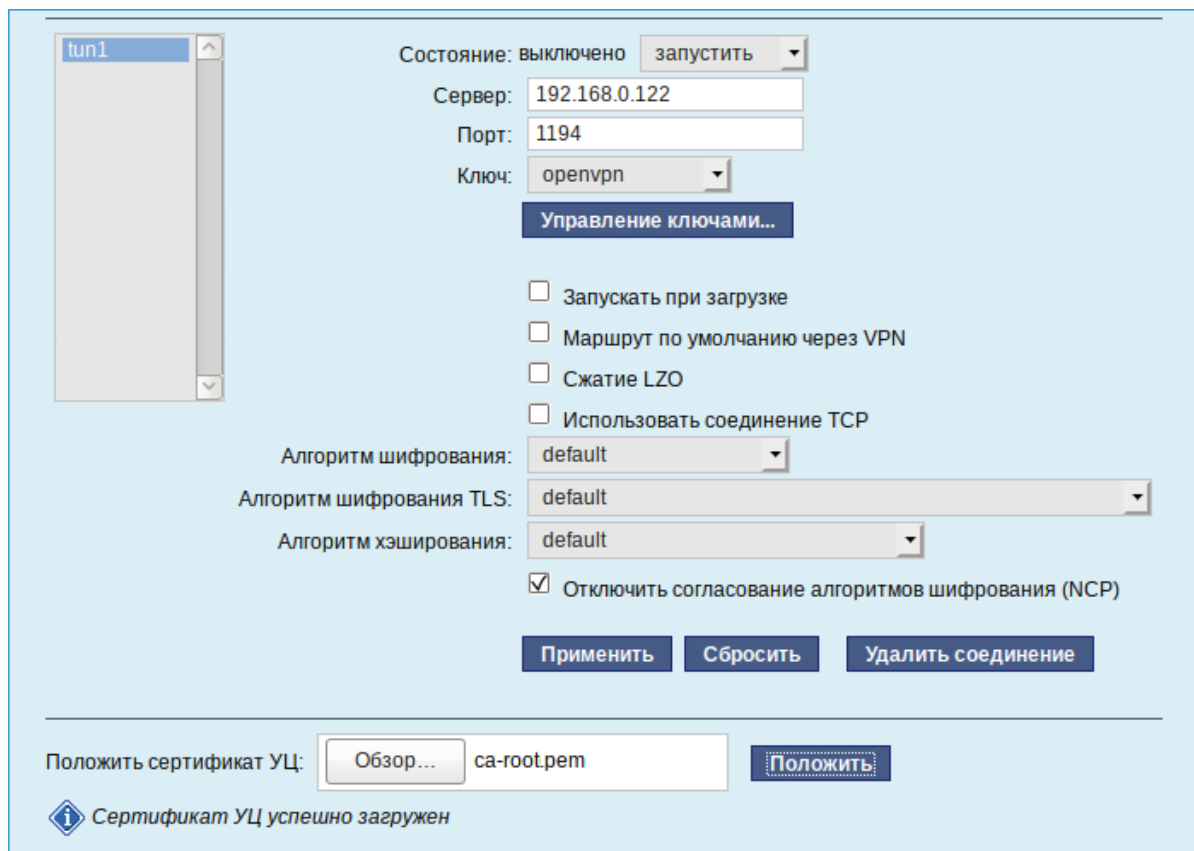 tun1
Состояние: выключено запустить
Сервер: 192.168.0.122
Порт: 1194
Ключ: openvpn
Управление ключами...
Запускать при загрузке
Маршрут по умолчанию через VPN
Сжатие LZO
Использовать соединение TCP
Алгоритм шифрования: default
Алгоритм шифрования TLS: default
Алгоритм хэширования: default
Отключить согласование алгоритмов шифрования (NCP)
Применить Сбросить Удалить соединение
Положить сертификат УЦ: Обзор... ca-root.pem Положить
Сертификат УЦ успешно загружен